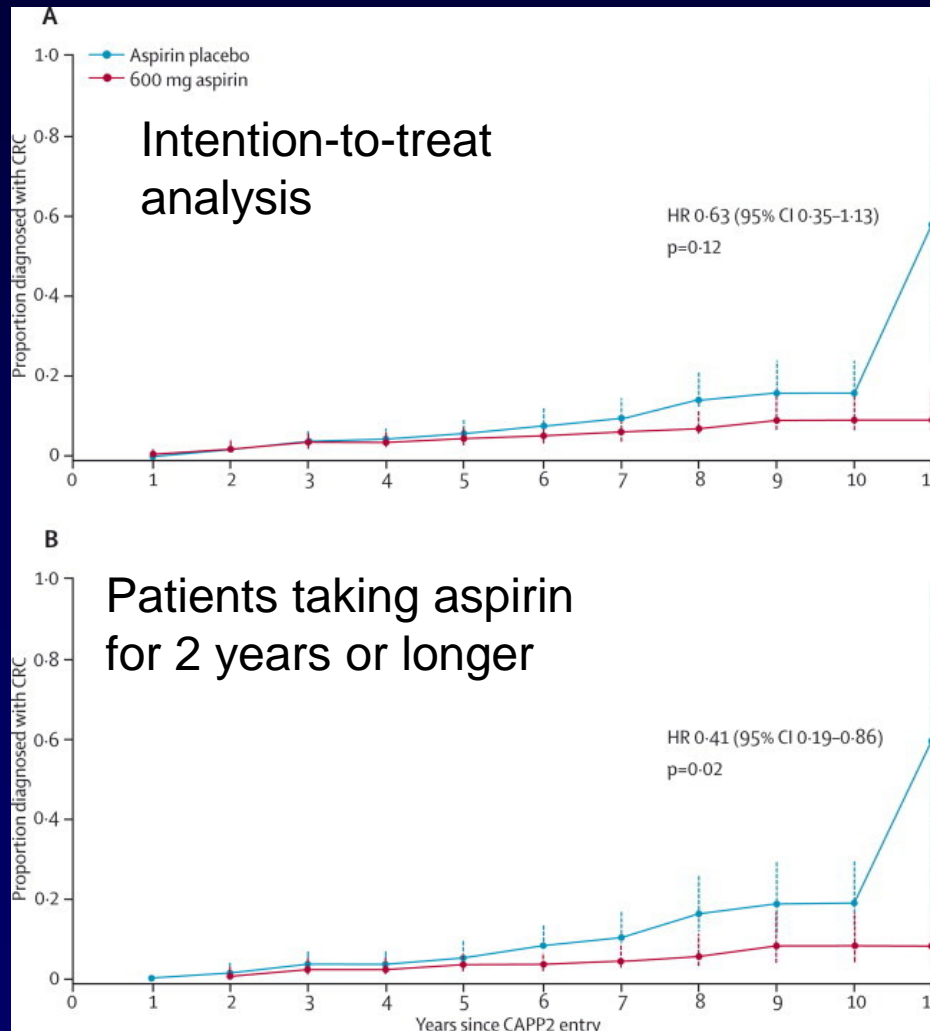 A
Aspirin placebo
600 mg aspirin
Intention-to-treat
analysis
HR 0·63 (95% CI 0·35–1·13)
p=0·12
Proportion diagnosed with CRC
1·0
0·8
0·6
0·4
0·2
0
0 1 2 3 4 5 6 7 8 9 10
B
Patients taking aspirin
for 2 years or longer
HR 0·41 (95% CI 0·19–0·86)
p=0·02
Proportion diagnosed with CRC
1·0
0·8
0·6
0·4
0·2
0
0 1 2 3 4 5 6 7 8 9 10
Years since CAPP2 entry